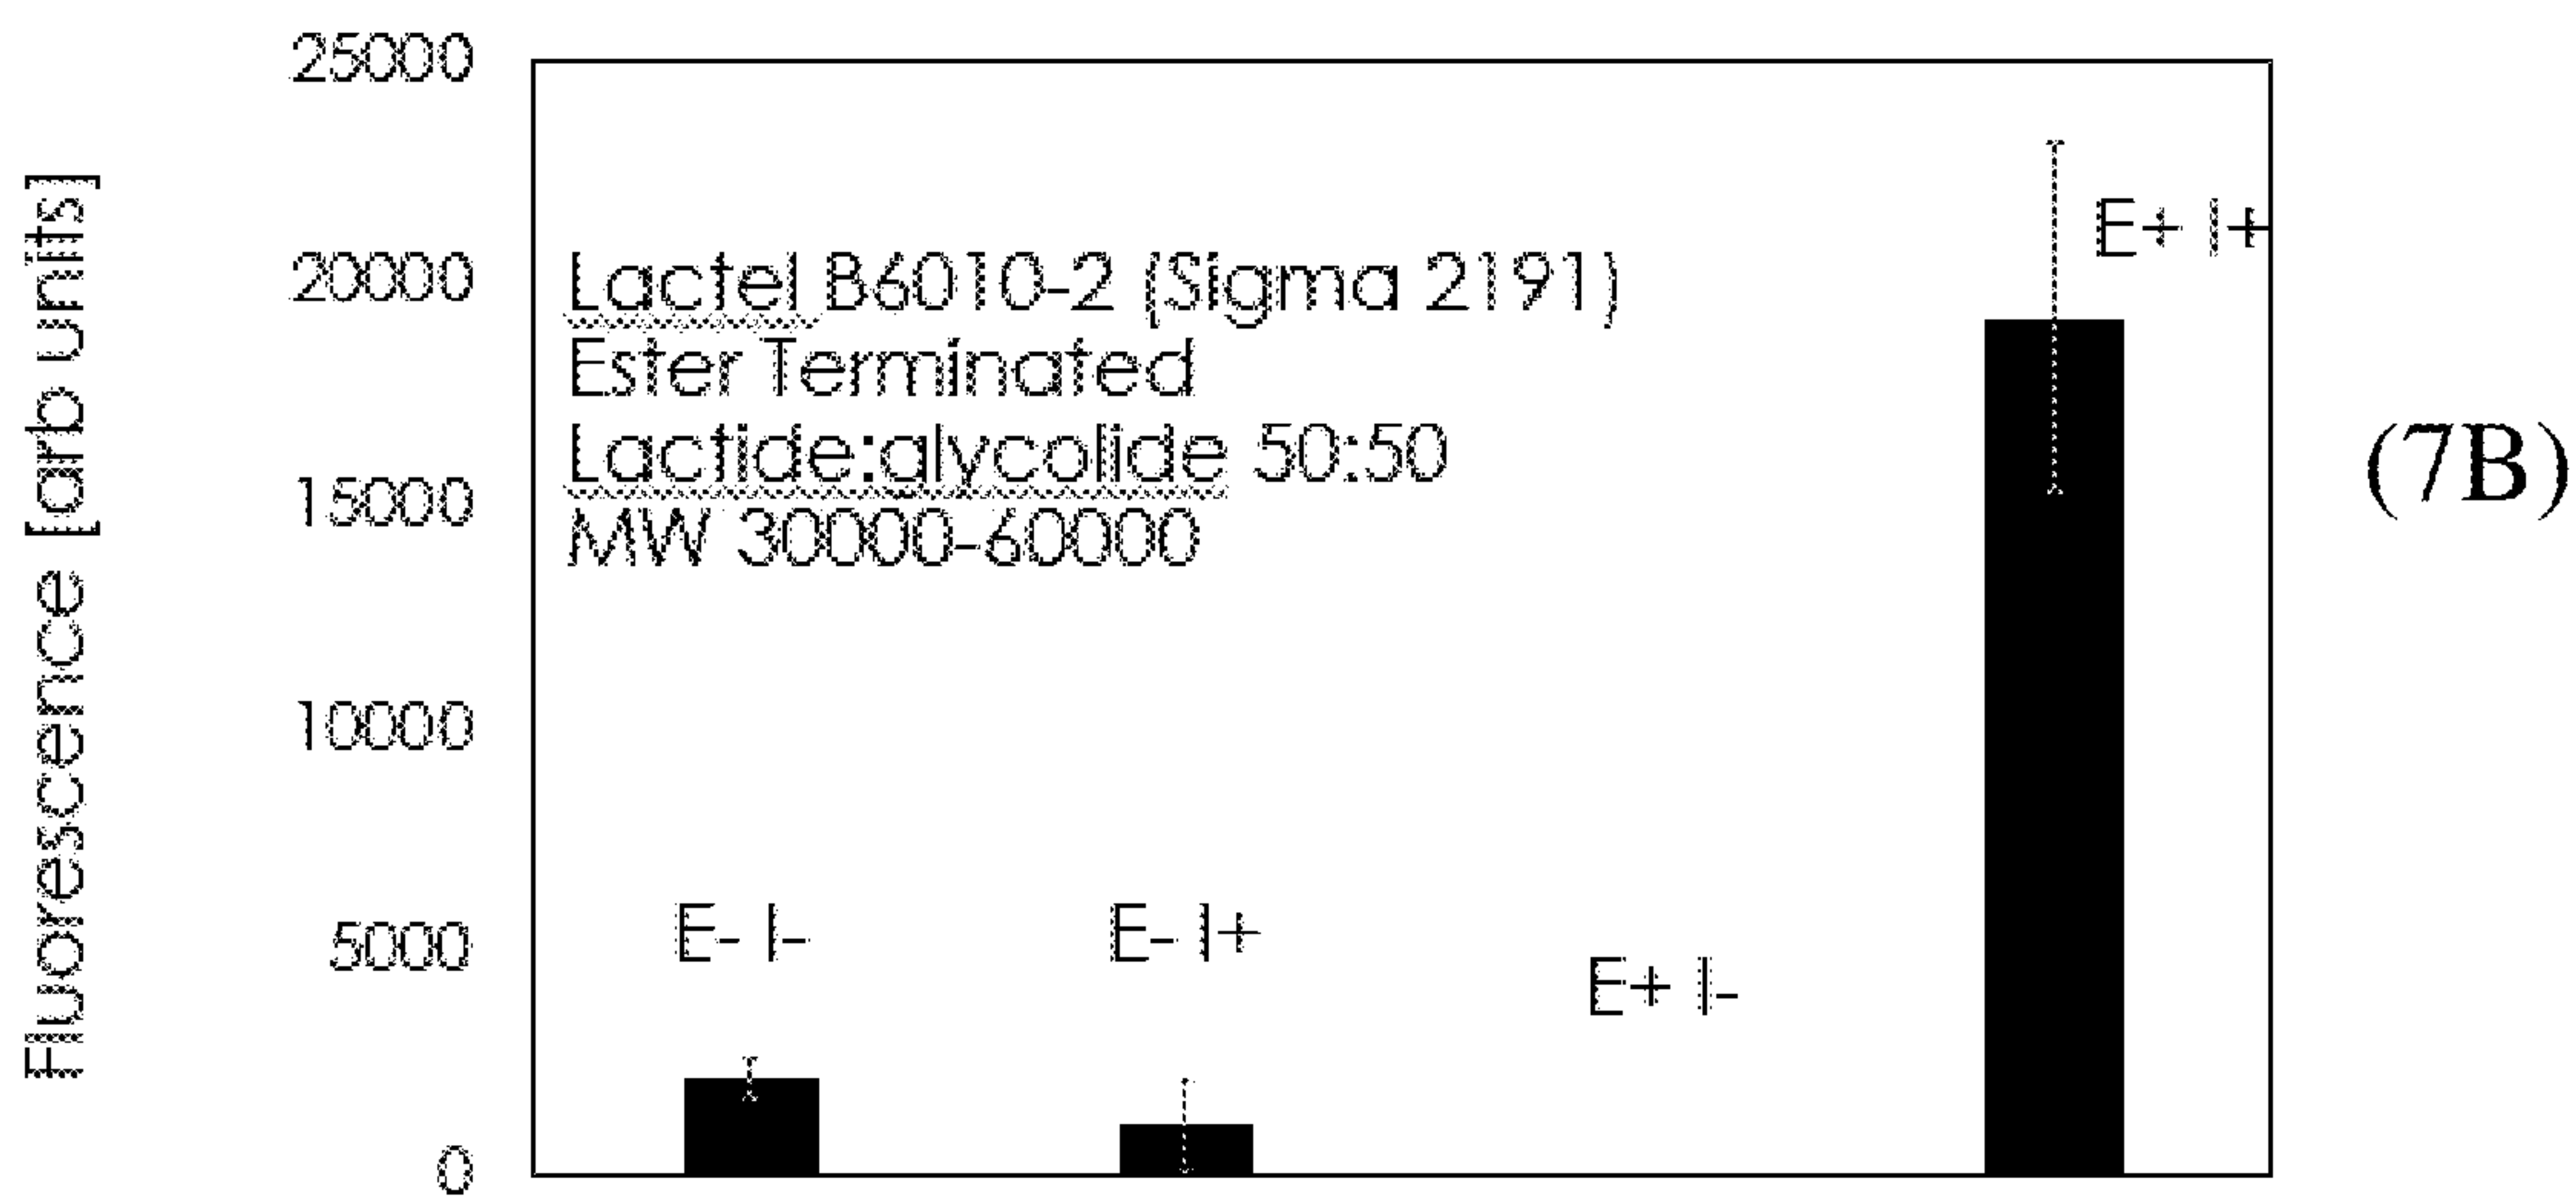 Fluorescence [arb units]
25000
20000
15000
10000
5000
0
Lactel B6010-2 (Sigma 2191)
Ester Terminated
Lactide:glycolide 50:50
MW 30000-60000
E- I-
E- I+
E+ I-
E+ I+
(7B)